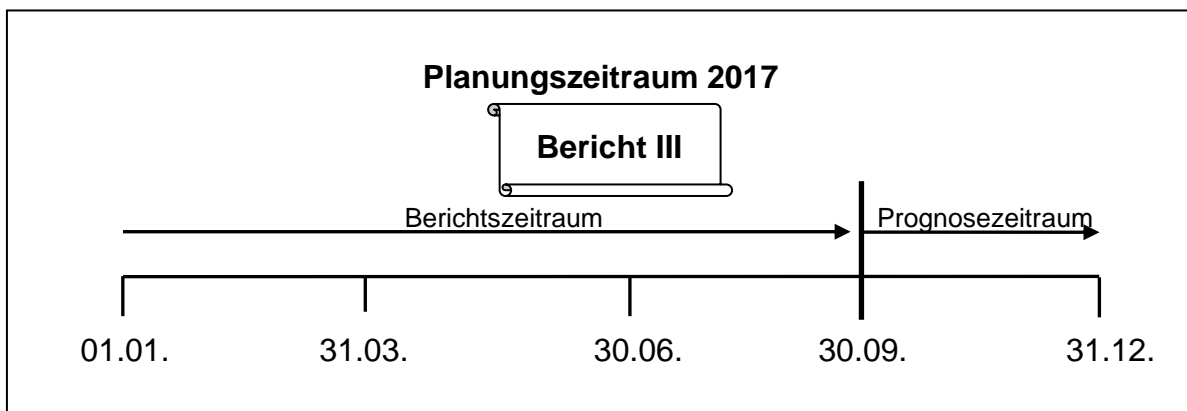 Planungszeitraum 2017
Bericht III
Berichtszeitraum Prognosezeitraum
01.01. 31.03. 30.06. 30.09. 31.12.